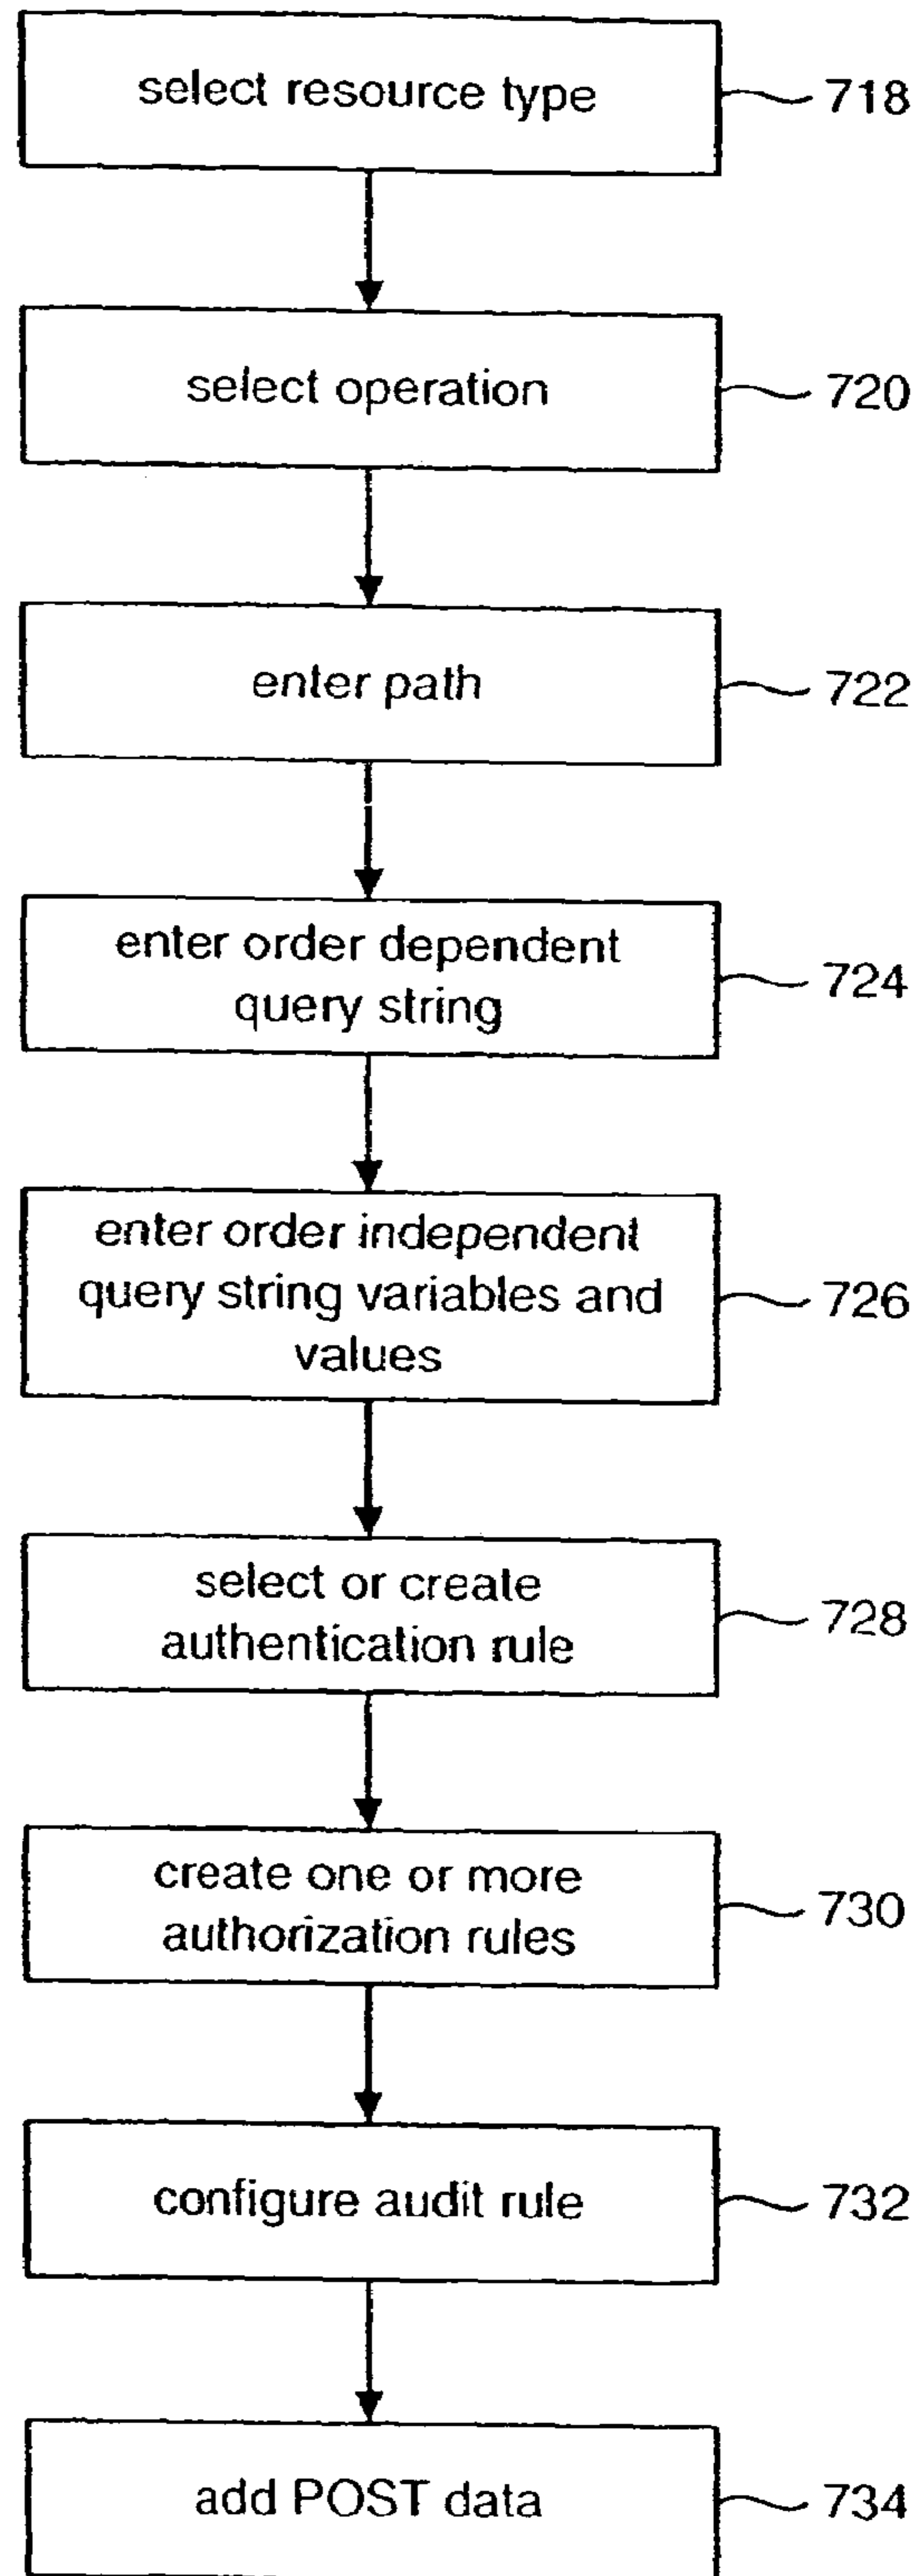 select resource type
718
select operation
720
enter path
722
enter order dependent
query string
724
enter order independent
query string variables and
values
726
select or create
authentication rule
728
create one or more
authorization rules
730
configure audit rule
732
add POST data
734